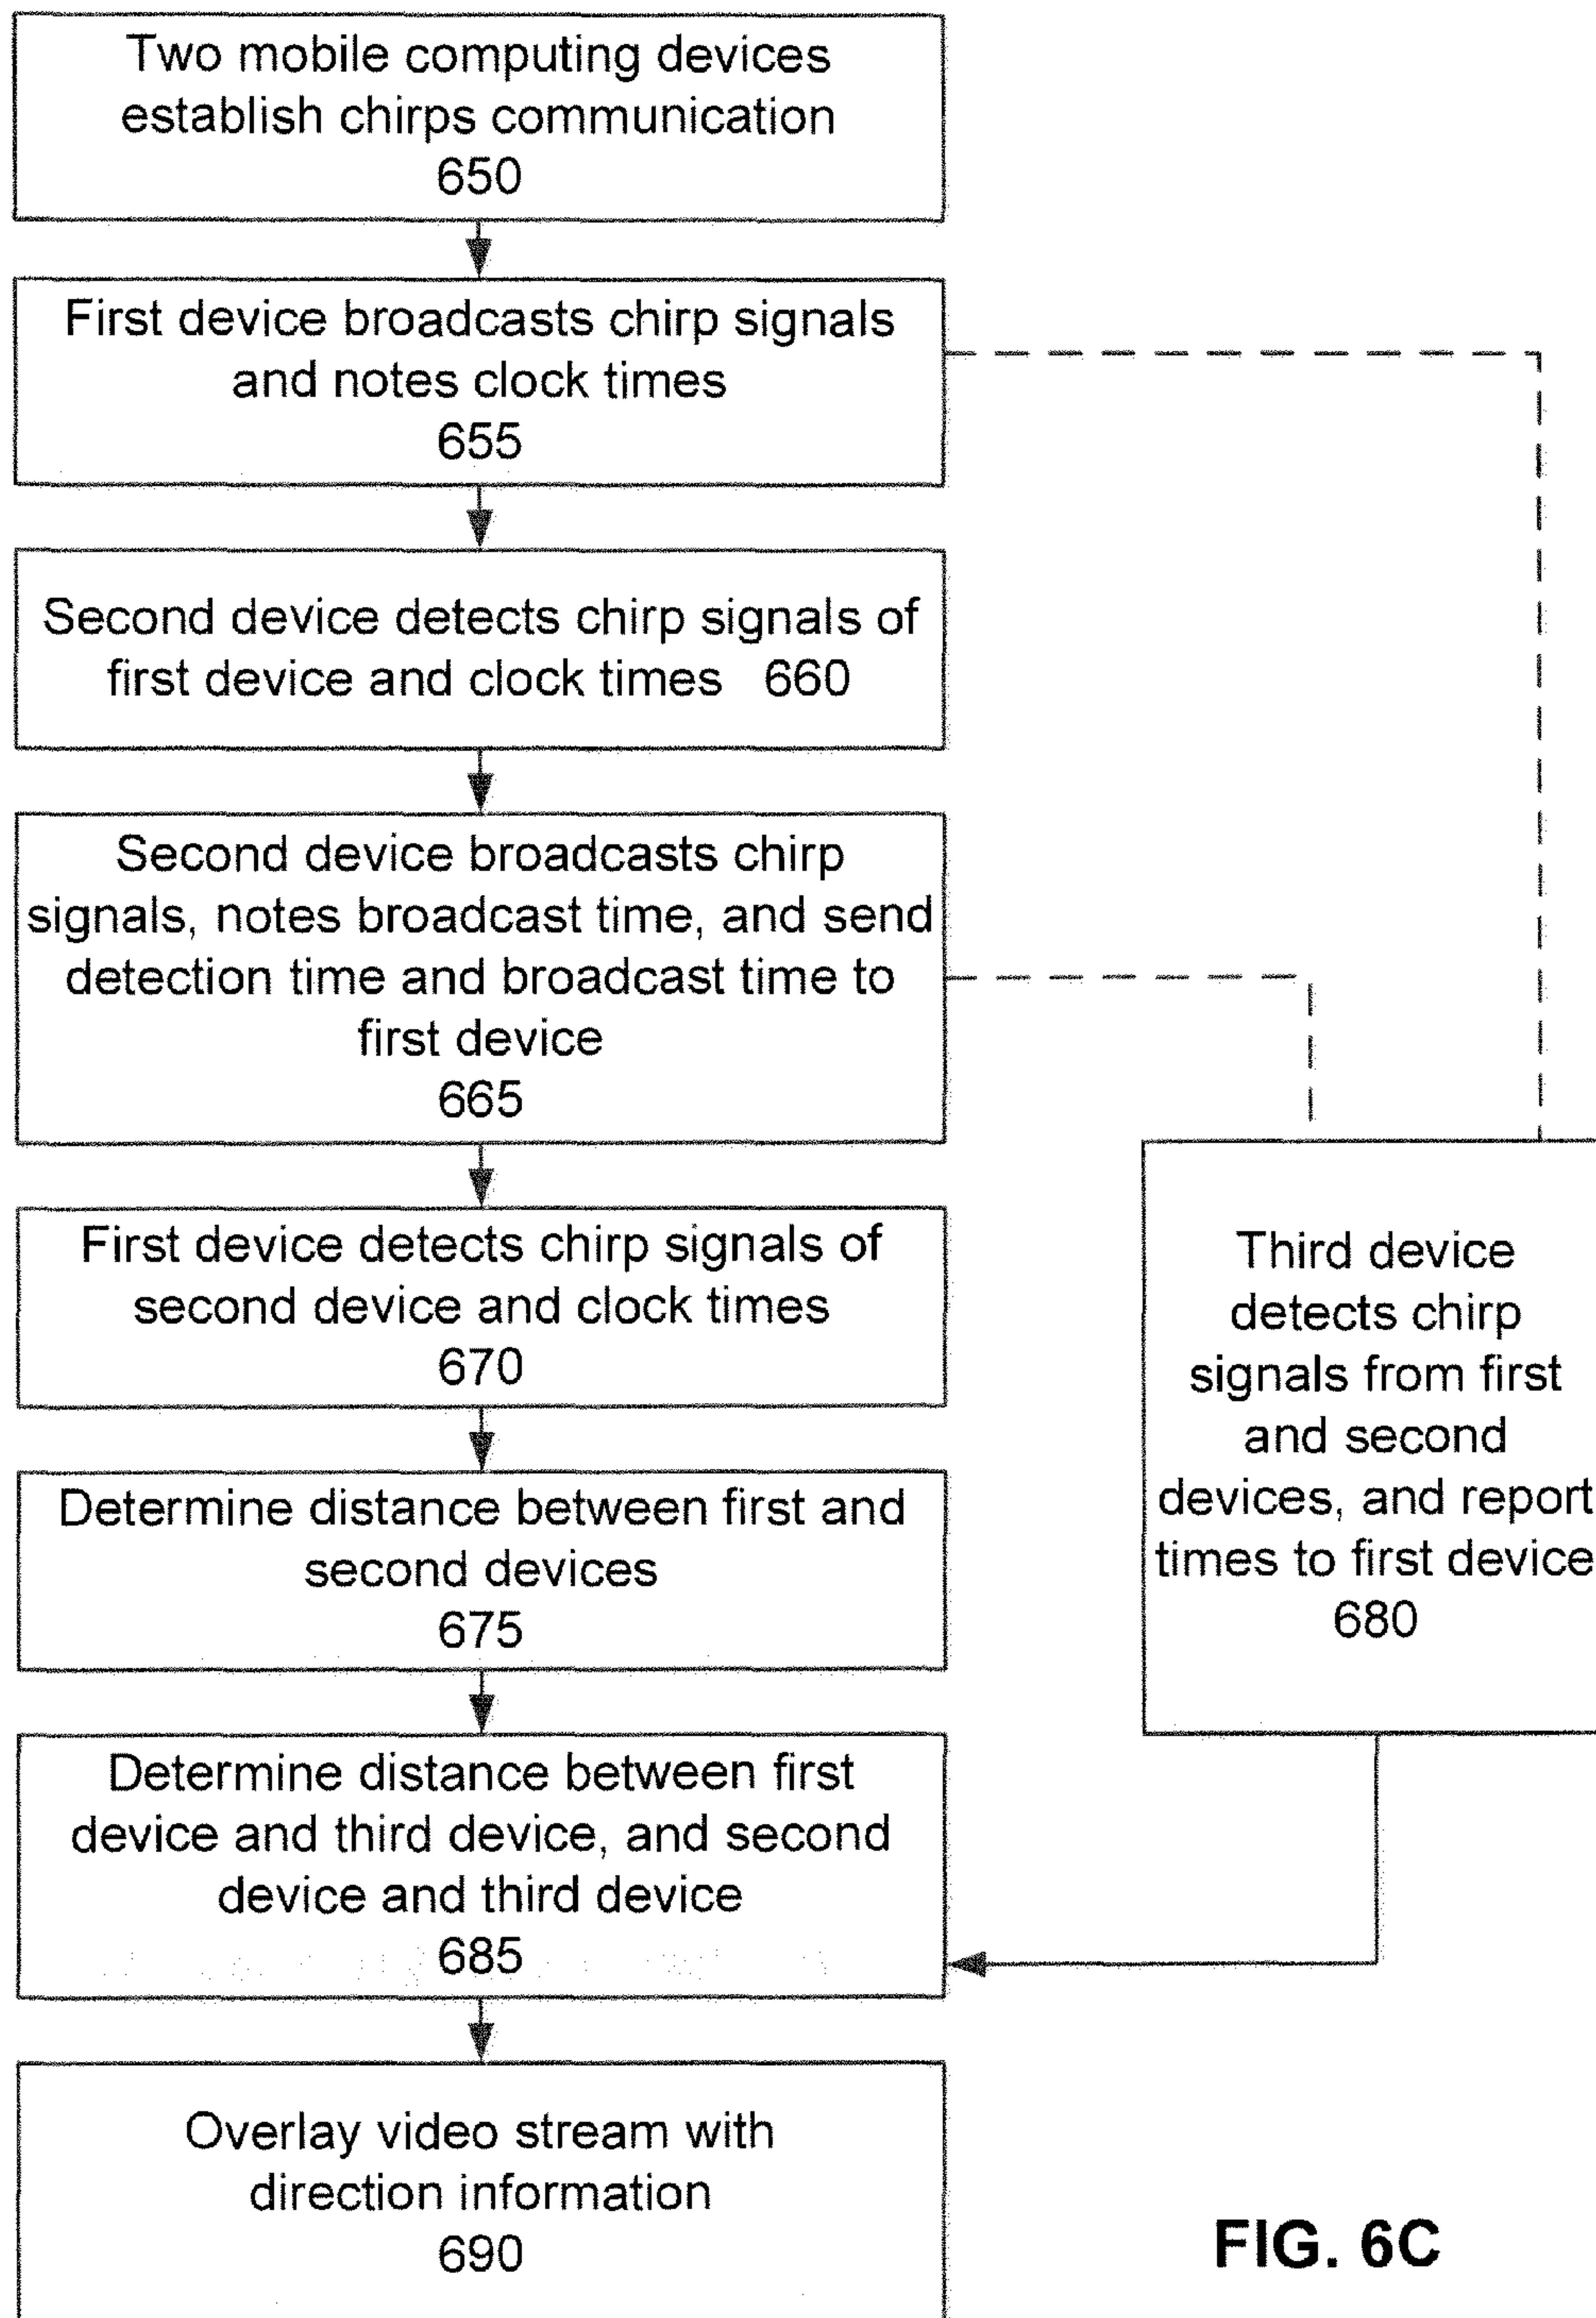 Two mobile computing devices
establish chirps communication
650
First device broadcasts chirp signals
and notes clock times
655
Second device detects chirp signals of
first device and clock times 660
Second device broadcasts chirp
signals, notes broadcast time, and send
detection time and broadcast time to
first device
665
First device detects chirp signals of
second device and clock times
670
Determine distance between first and
second devices
675
Third device
detects chirp
signals from first
and second
devices, and report
times to first device
680
Determine distance between first
device and third device, and second
device and third device
685
Overlay video stream with
direction information
690
FIG. 6C